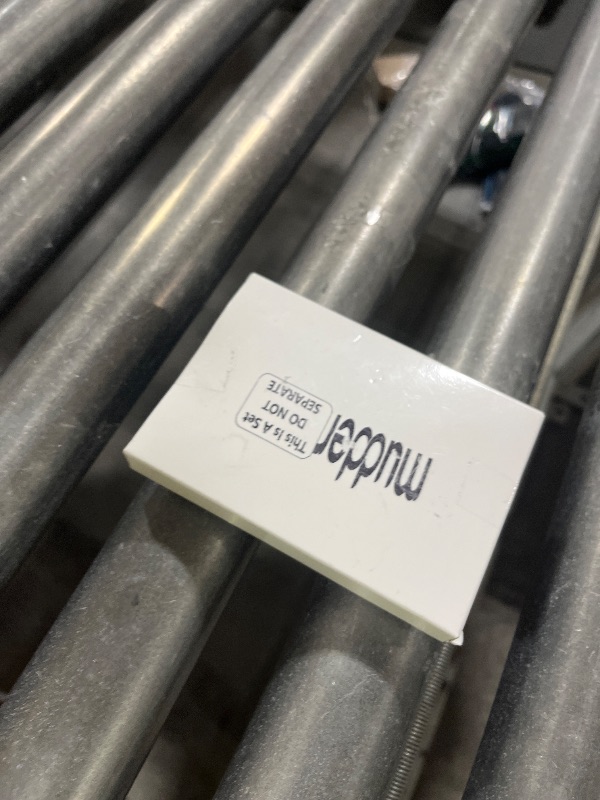 mudder
This Is A Set
DO NOT
SEPARATE